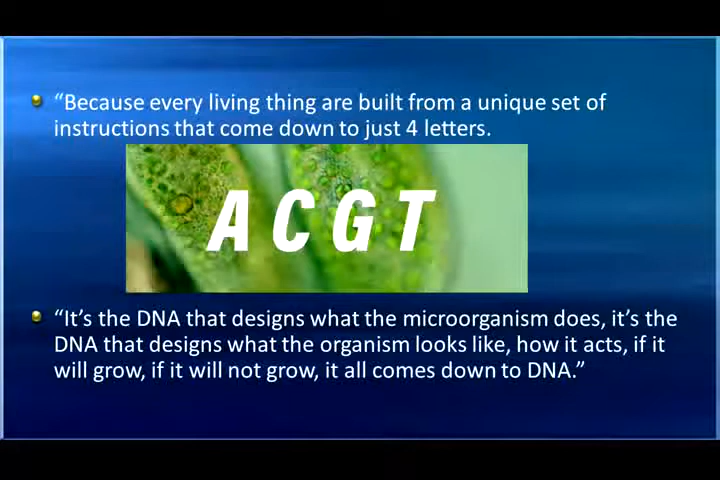 “Because every living thing are built from a unique set of
instructions that come down to just 4 letters.
ACGT
“It’s the DNA that designs what the microorganism does, it’s the
DNA that designs what the organism looks like, how it acts, if it
will grow, if it will not grow, it all comes down to DNA.”